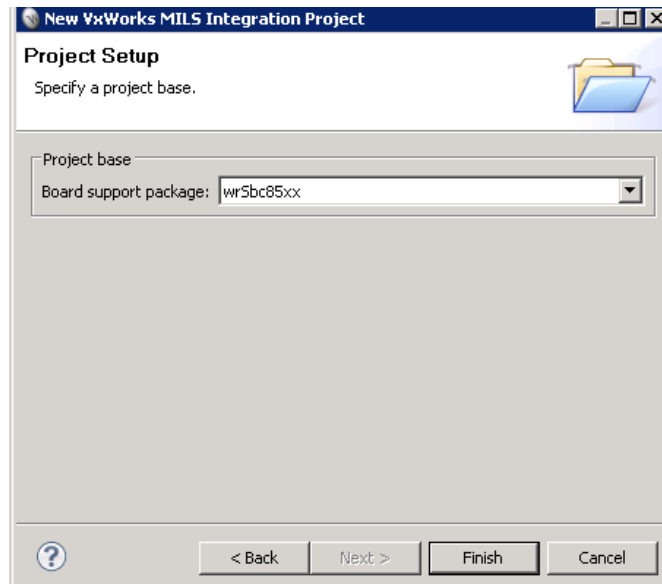 New VxWorks MILS Integration Project
Project Setup
Specify a project base.
Project base
Board support package: wrSbc85xx
< Back Next > Finish Cancel